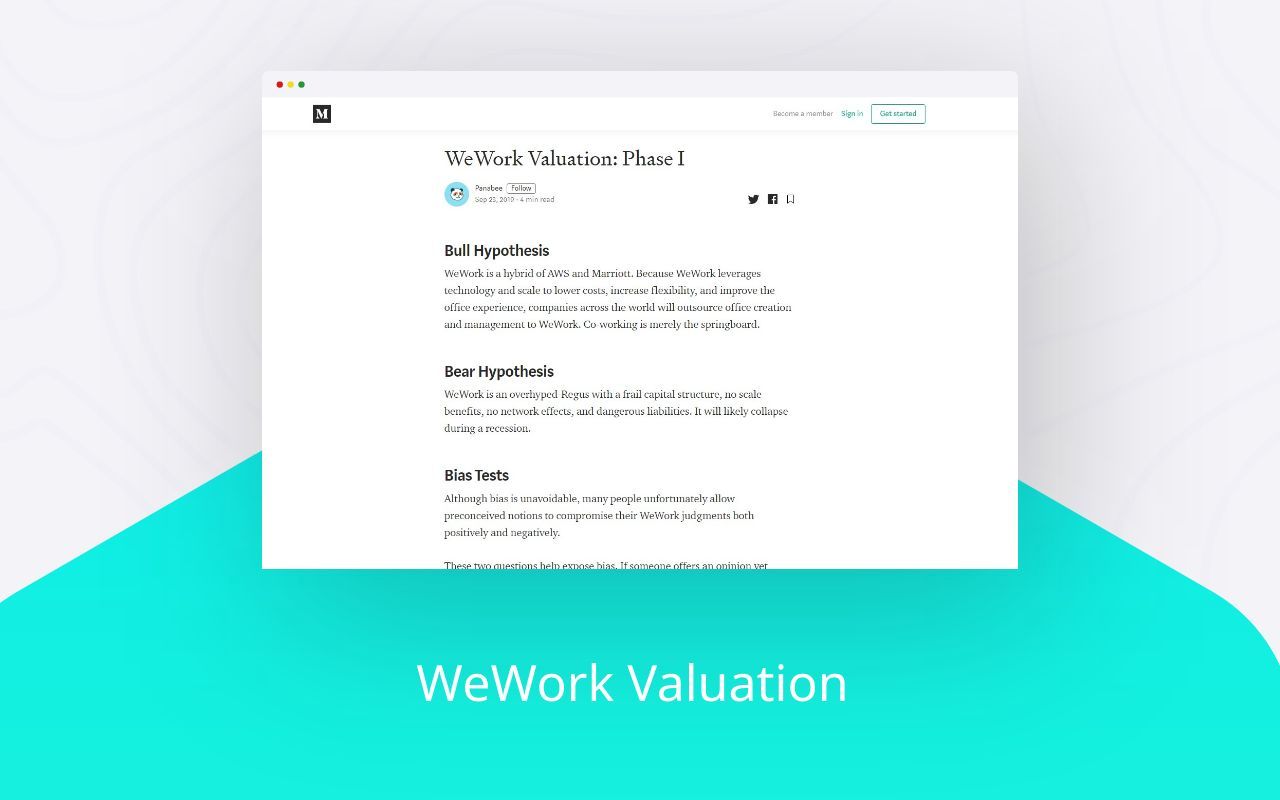 M
Become a member Sign in Get started
WeWork Valuation: Phase I
Panabee Follow
Sep 23, 2019 · 4 min read
Bull Hypothesis
WeWork is a hybrid of AWS and Marriott. Because WeWork leverages
technology and scale to lower costs, increase flexibility, and improve the
office experience, companies across the world will outsource office creation
and management to WeWork. Co-working is merely the springboard.
Bear Hypothesis
WeWork is an overhyped Regus with a frail capital structure, no scale
benefits, no network effects, and dangerous liabilities. It will likely collapse
during a recession.
Bias Tests
Although bias is unavoidable, many people unfortunately allow
preconceived notions to compromise their WeWork judgments both
positively and negatively.
These two questions help expose bias. If someone offers an opinion yet
WeWork Valuation